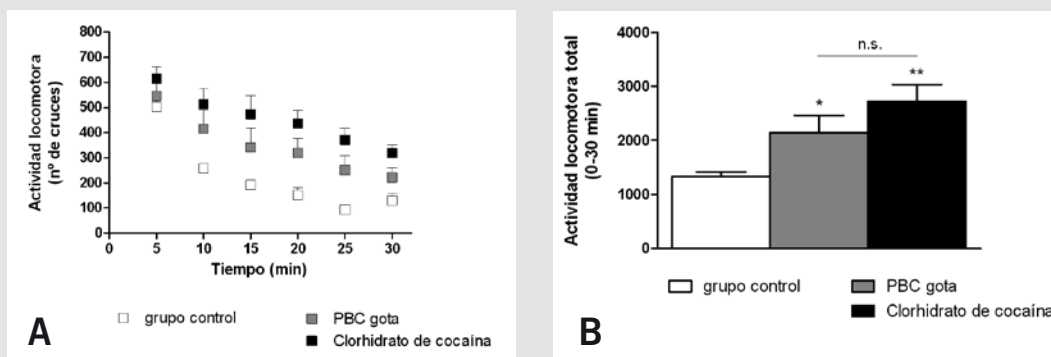 Actividad locomotora
(nº de cruces)
800
700
600
500
400
300
200
100
0
0 5 10 15 20 25 30
Tiempo (min)
grupo control
PBC gota
Clorhidrato de cocaína
A
Actividad locomotora total
(0-30 min)
4000
3000
2000
1000
0
n.s.
*
**
grupo control
PBC gota
Clorhidrato de cocaína
B